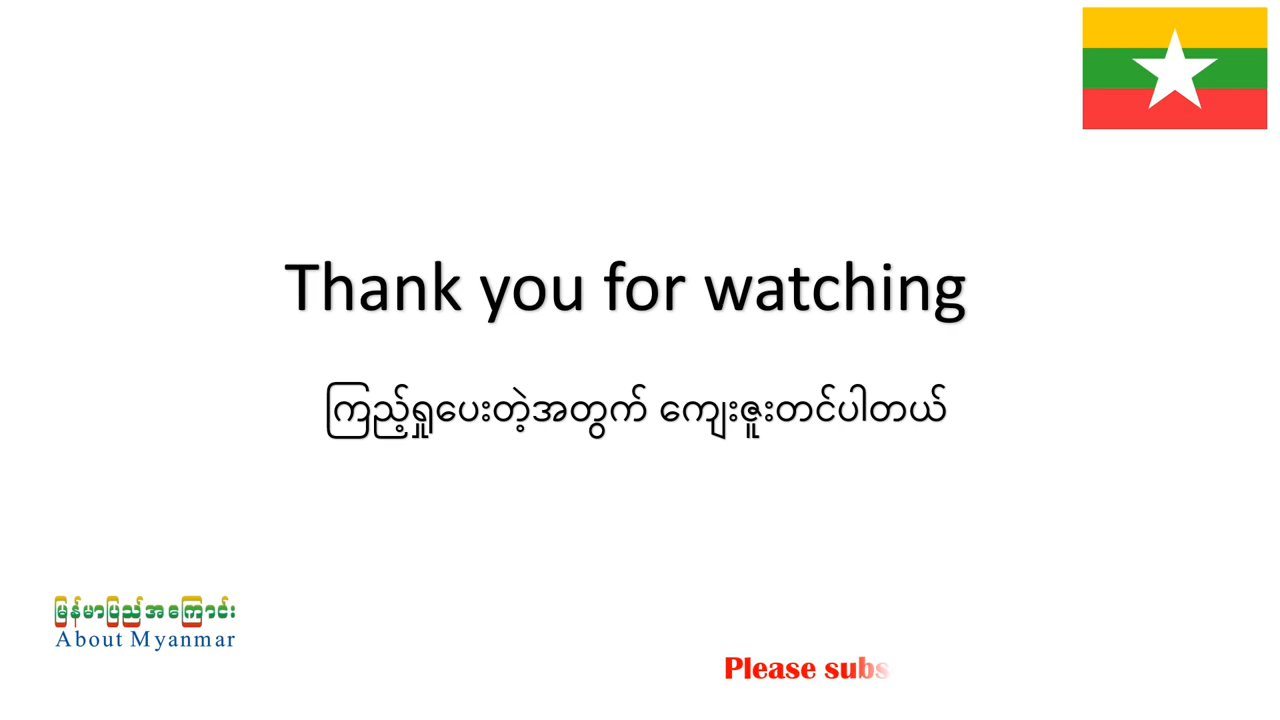 Thank you for watching
ကြည့်ရှုပေးတဲ့အတွက် ကျေးဇူးတင်ပါတယ်
မြန်မာပြည်အကြောင်း
About Myanmar
Please subs